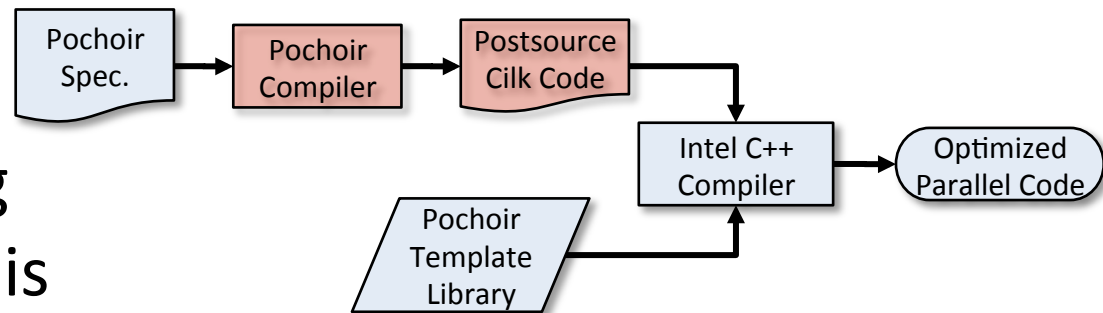 Pochoir
Spec.
Pochoir
Compiler
Postsource
Cilk Code
Intel C++
Compiler
Optimized
Parallel Code
Pochoir
Template
Library
g
is